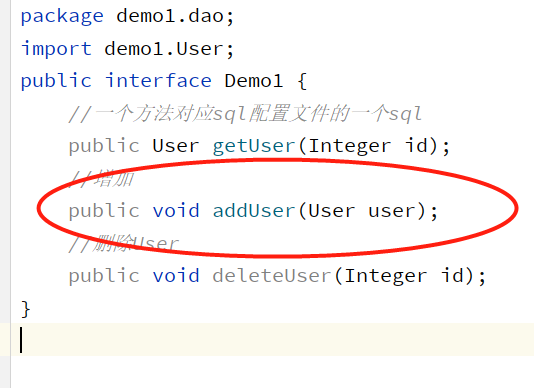 package demo1.dao;
import demo1.User;
public interface Demo1 {
//一个方法对应sql配置文件的一个sql
public User getUser(Integer id);
//增加
public void addUser(User user);
//删除User
public void deleteUser(Integer id);
}